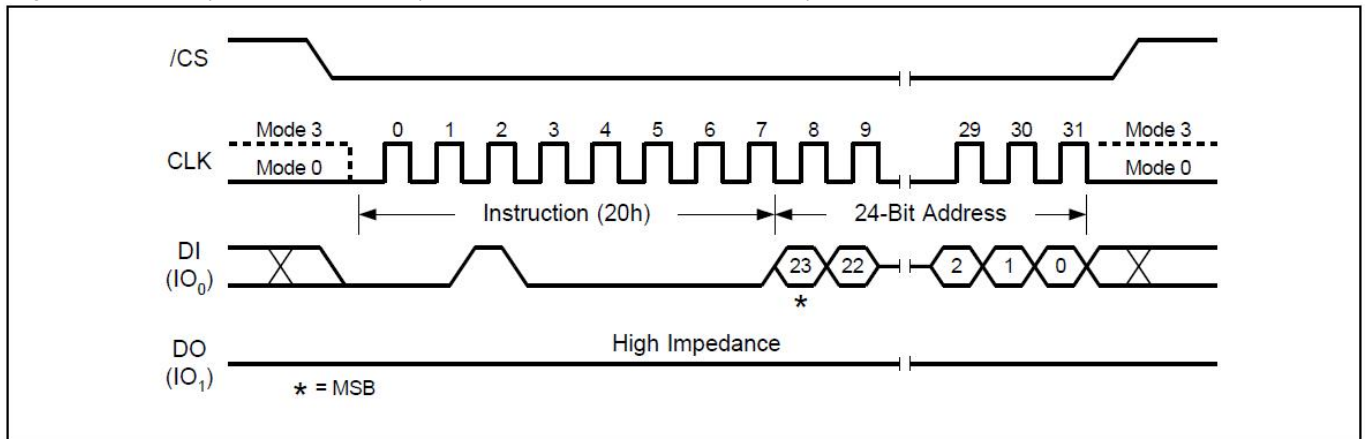 /CS
Mode 3 0 1 2 3 4 5 6 7 8 9 29 30 31 Mode 3
CLK
Mode 0 Mode 0
Instruction (20h) 24-Bit Address
DI
(IO₀)
23 22 2 1 0
*
High Impedance
DO
(IO₁)
* = MSB